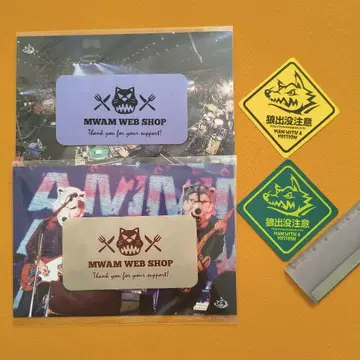 MWAM WEB SHOP
Thank you for your support!
狼出没注意
MAN WITH A
MISSION
MWAM WEB SHOP
Thank you for your support!
狼出没注意
MAN WITH A
MISSION